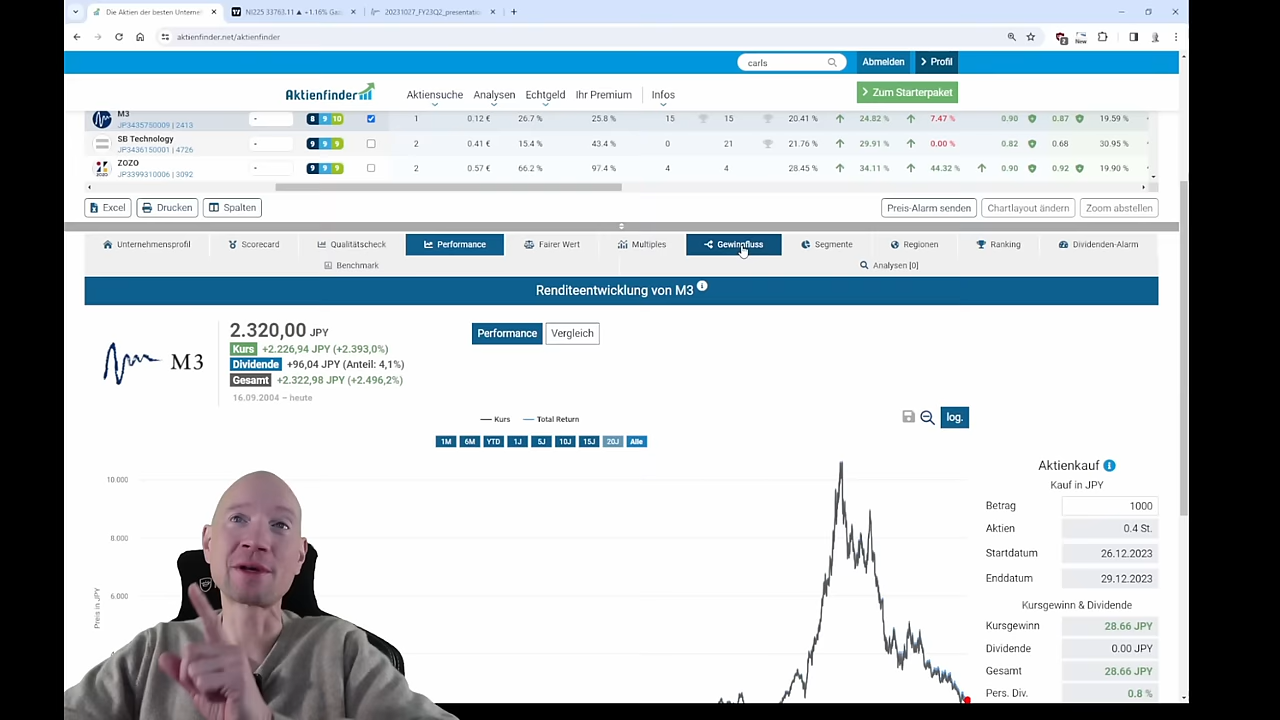 Die Aktien der besten Unterne
NI225 33763.11 ▲ +1.16%
20231027_FY23Q2_presentatio
aktienfinder.net/aktienfinder
New
carls
Abmelden
Profil
Aktienfinder
Aktiensuche
Analysen
Echtgeld
Ihr Premium
Infos
Zum Starterpaket
M3
JP3435750009 | 2413
- 8 9 10 1 0.12 € 26.7 % 25.8 % 15 15 20.41 % 24.82 % 7.47 % 0.90 0.87 19.59 %
SB Technology
JP3436150001 | 4726
- 9 9 9 2 0.41 € 15.4 % 43.4 % 0 21 21.76 % 29.91 % 0.00 % 0.82 0.68 30.95 %
ZOZO
JP3399310006 | 3092
- 9 9 9 2 0.57 € 66.2 % 97.4 % 4 4 28.45 % 34.11 % 44.32 % 0.90 0.92 19.90 %
Excel
Drucken
Spalten
Preis-Alarm senden
Chartlayout ändern
Zoom abstellen
Unternehmensprofil
Scorecard
Qualitätscheck
Performance
Fairer Wert
Multiples
Gewinnfluss
Segmente
Regionen
Ranking
Dividenden-Alarm
Benchmark
Analysen [0]
Renditeentwicklung von M3
M3
2.320,00 JPY
Kurs +2.226,94 JPY (+2.393,0%)
Dividende +96,04 JPY (Anteil: 4,1%)
Gesamt +2.322,98 JPY (+2.496,2%)
16.09.2004 – heute
Performance
Vergleich
Kurs
Total Return
log.
1M 6M YTD 1J 5J 10J 15J 20J Alle
10 000
8.000
6.000
Preis in JPY
Aktienkauf
Kauf in JPY
Betrag 1000
Aktien 0.4 St.
Startdatum 26.12.2023
Enddatum 29.12.2023
Kursgewinn & Dividende
Kursgewinn 28.66 JPY
Dividende 0.00 JPY
Gesamt 28.66 JPY
Pers. Div. 0.8 %